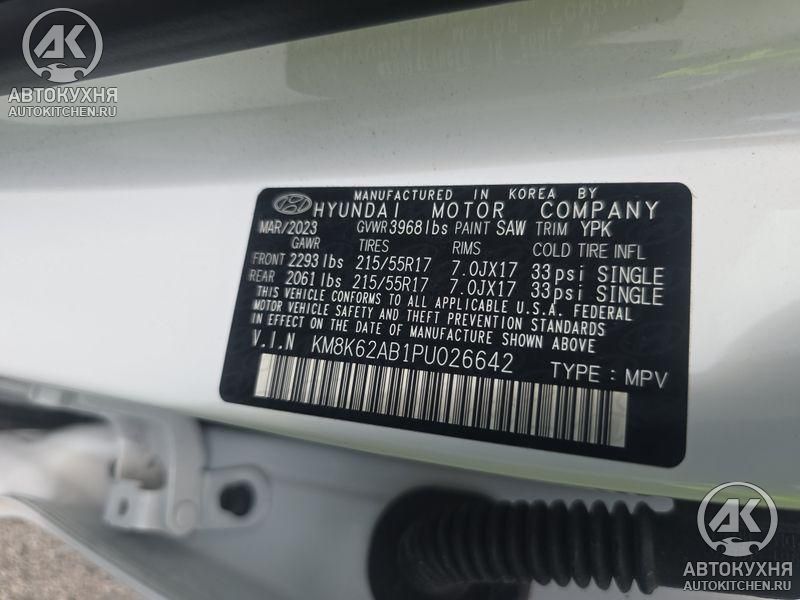 АК
АВТОКУХНЯ
AUTOKITCHEN.RU
MANUFACTURED IN KOREA BY
HYUNDAI MOTOR COMPANY
MAR/2023 GVWR 3968 lbs PAINT SAW TRIM YPK
GAWR TIRES RIMS COLD TIRE INFL
FRONT 2293 lbs 215/55R17 7.0JX17 33 psi SINGLE
REAR 2061 lbs 215/55R17 7.0JX17 33 psi SINGLE
THIS VEHICLE CONFORMS TO ALL APPLICABLE U.S.A. FEDERAL
MOTOR VEHICLE SAFETY AND THEFT PREVENTION STANDARDS
IN EFFECT ON THE DATE OF MANUFACTURE SHOWN ABOVE
V.I.N KM8K62AB1PU026642 TYPE : MPV
АК
АВТОКУХНЯ
AUTOKITCHEN.RU